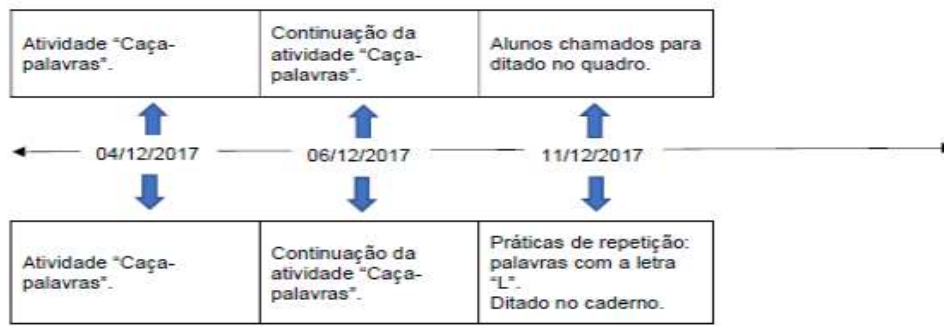 Atividade “Caça-
palavras”.
Continuação da
atividade “Caça-
palavras”.
Alunos chamados para
ditado no quadro.
04/12/2017
06/12/2017
11/12/2017
Atividade “Caça-
palavras”.
Continuação da
atividade “Caça-
palavras”.
Práticas de repetição:
palavras com a letra
“L”.
Ditado no caderno.